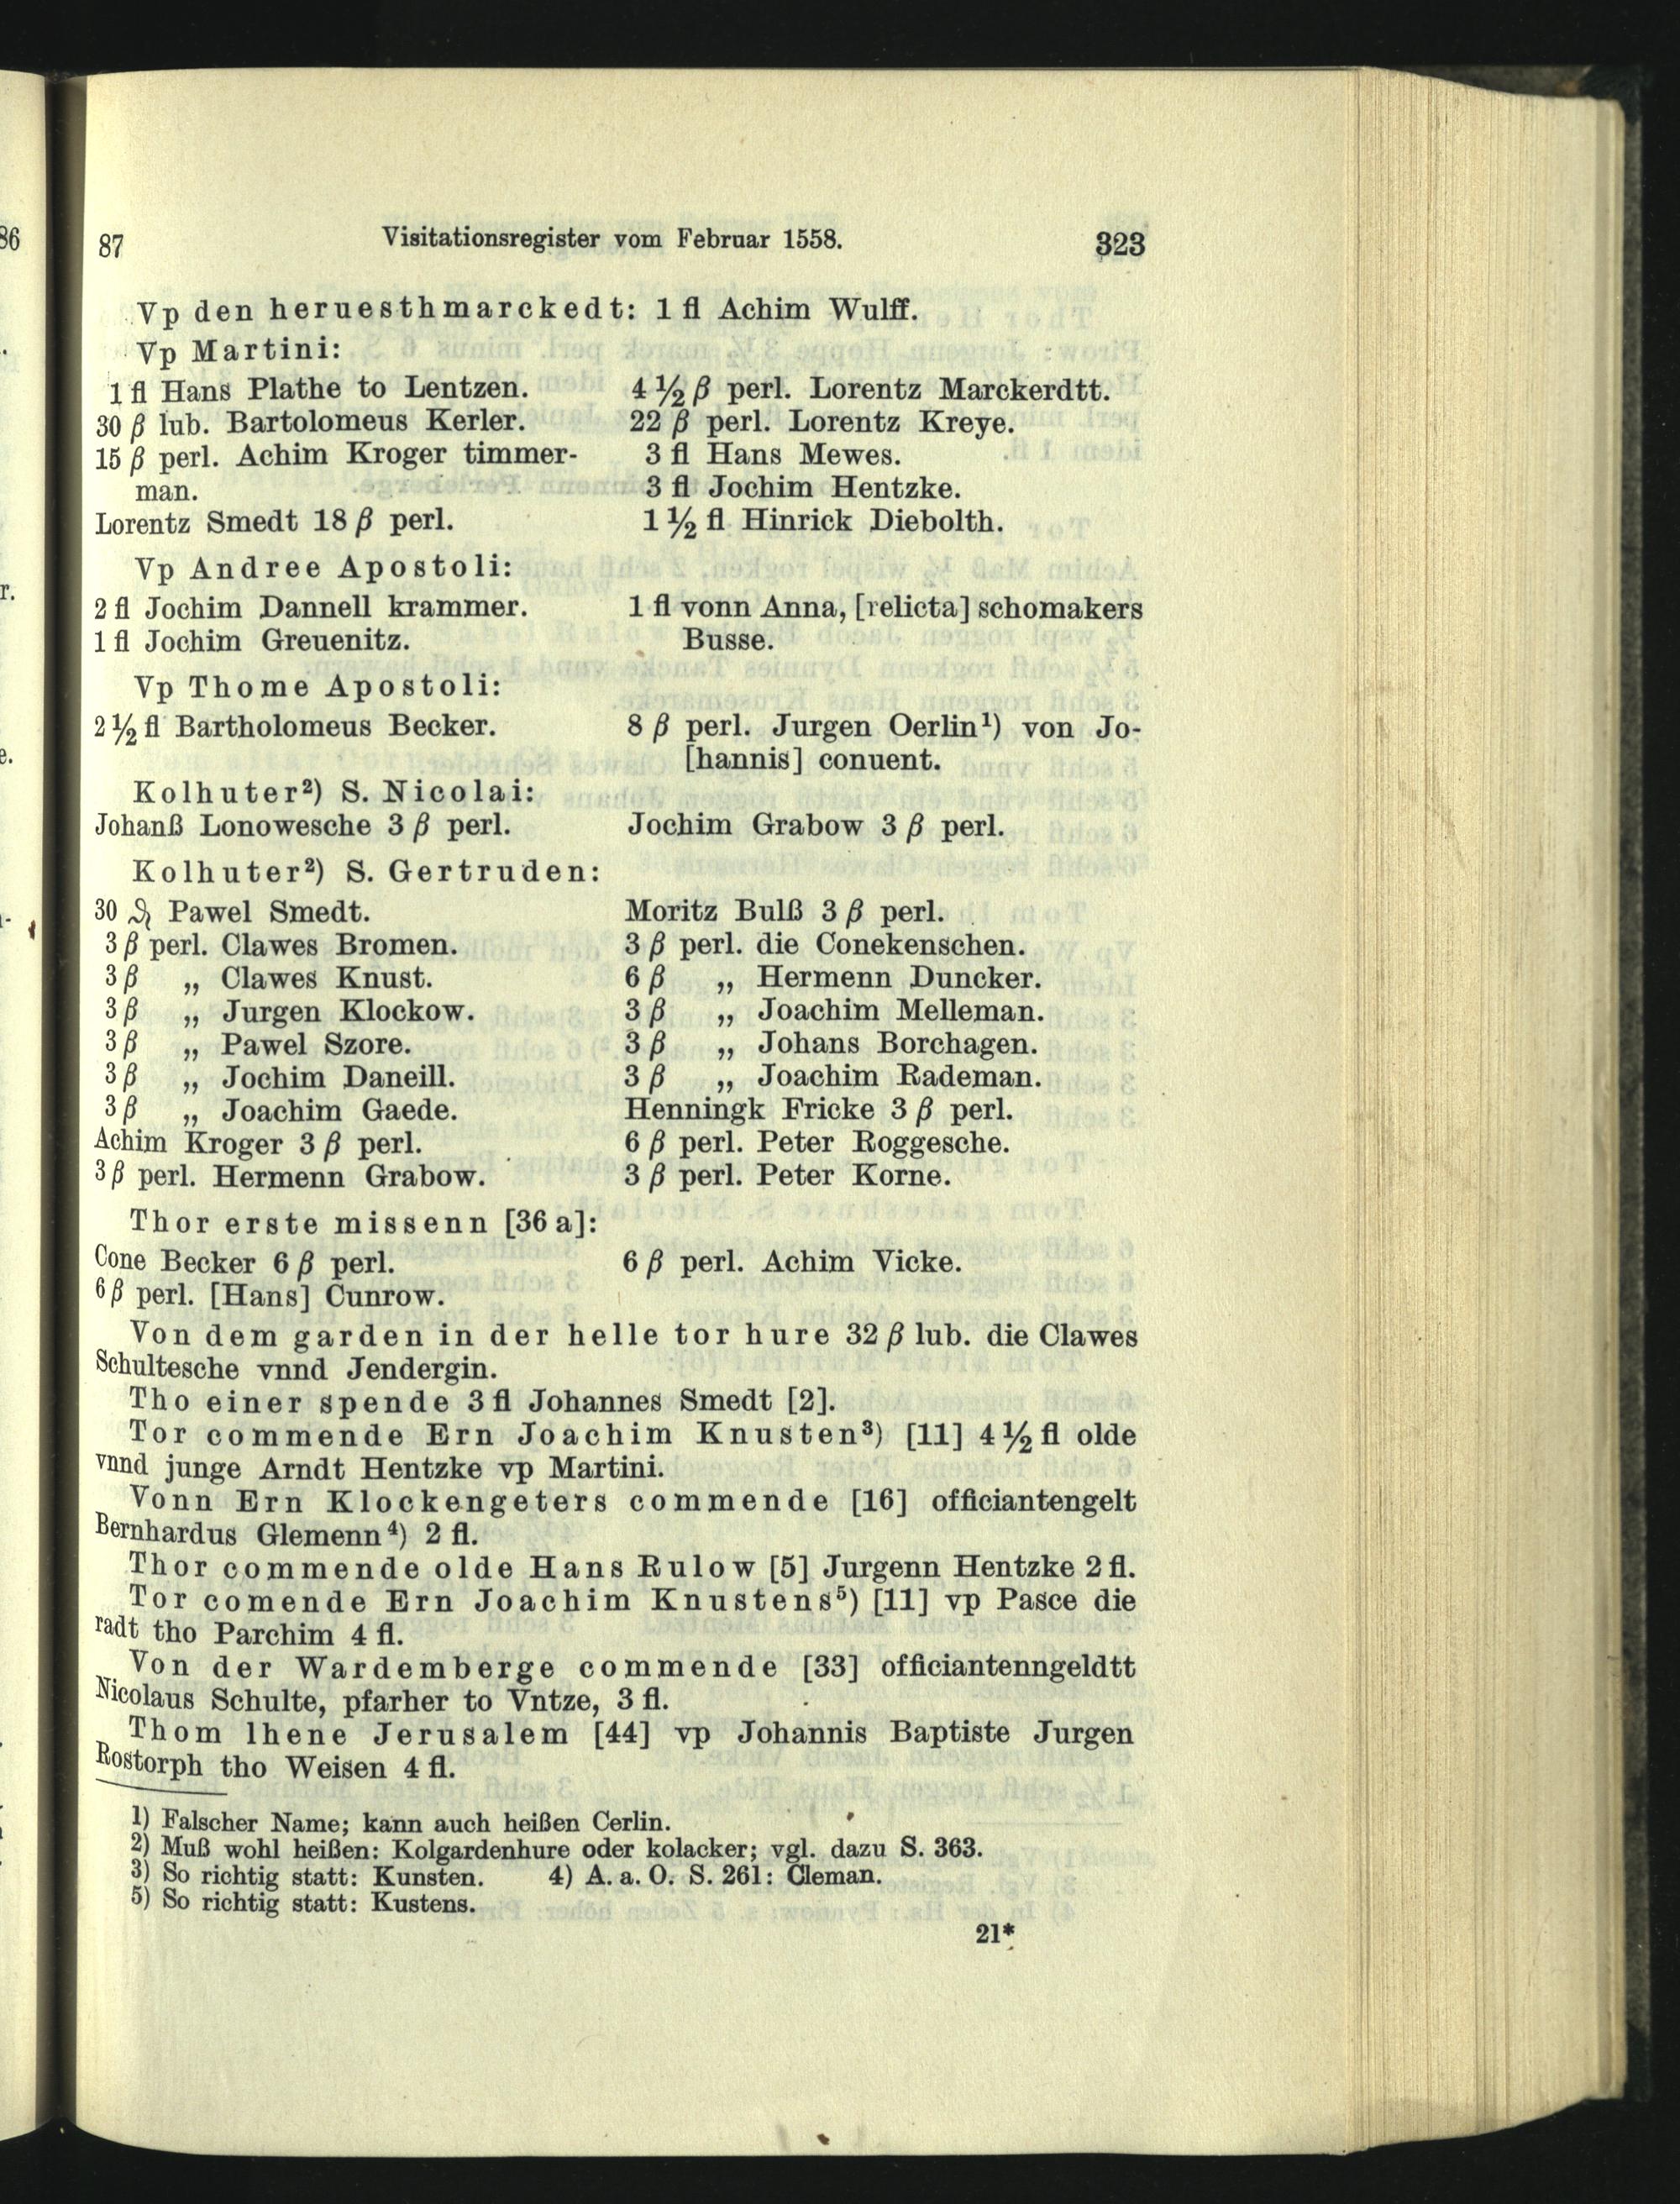 87 Visitationsregister vom Februar 1558. 323
Vp den heruesthmarckedt: 1 fl Achim Wulff.
Vp Martini:
1 fl Hans Plathe to Lentzen.
30 β lub. Bartolomeus Kerler.
15 β perl. Achim Kroger timmer-
man.
Lorentz Smedt 18 β perl.
4 ½ β perl. Lorentz Marckerdtt.
22 β perl. Lorentz Kreye.
3 fl Hans Mewes.
3 fl Jochim Hentzke.
1 ½ fl Hinrick Diebolth.
Vp Andree Apostoli:
2 fl Jochim Dannell krammer.
1 fl Jochim Greuenitz.
1 fl vonn Anna, [relicta] schomakers
Busse.
Vp Thome Apostoli:
2 ½ fl Bartholomeus Becker.
8 β perl. Jurgen Oerlin¹) von Jo-
[hannis] conuent.
Kolhuter²) S. Nicolai:
Johanß Lonowesche 3 β perl.
Jochim Grabow 3 β perl.
Kolhuter²) S. Gertruden:
30 ₰ Pawel Smedt.
3 β perl. Clawes Bromen.
3 β „ Clawes Knust.
3 β „ Jurgen Klockow.
3 β „ Pawel Szore.
3 β „ Jochim Daneill.
3 β „ Joachim Gaede.
Achim Kroger 3 β perl.
3 β perl. Hermenn Grabow.
Moritz Bulß 3 β perl.
3 β perl. die Conekenschen.
6 β „ Hermenn Duncker.
3 β „ Joachim Melleman.
3 β „ Johans Borchagen.
3 β „ Joachim Rademan.
Henningk Fricke 3 β perl.
6 β perl. Peter Roggesche.
3 β perl. Peter Korne.
Thor erste missenn [36 a]:
Cone Becker 6 β perl.
6 β perl. [Hans] Cunrow.
6 β perl. Achim Vicke.
Von dem garden in der helle tor hure 32 β lub. die Clawes
Schultesche vnnd Jendergin.
Tho einer spende 3 fl Johannes Smedt [2].
Tor commende Ern Joachim Knusten³) [11] 4 ½ fl olde
vnnd junge Arndt Hentzke vp Martini.
Vonn Ern Klockengeters commende [16] officiantengelt
Bernhardus Glemenn⁴) 2 fl.
Thor commende olde Hans Rulow [5] Jurgenn Hentzke 2 fl.
Tor comende Ern Joachim Knustens⁵) [11] vp Pasce die
radt tho Parchim 4 fl.
Von der Wardemberge commende [33] officiantenngeldtt
Nicolaus Schulte, pfarher to Vntze, 3 fl.
Thom lhene Jerusalem [44] vp Johannis Baptiste Jurgen
Rostorph tho Weisen 4 fl.
1) Falscher Name; kann auch heißen Cerlin.
2) Muß wohl heißen: Kolgardenhure oder kolacker; vgl. dazu S. 363.
3) So richtig statt: Kunsten. 4) A. a. O. S. 261: Cleman.
5) So richtig statt: Kustens.
21*